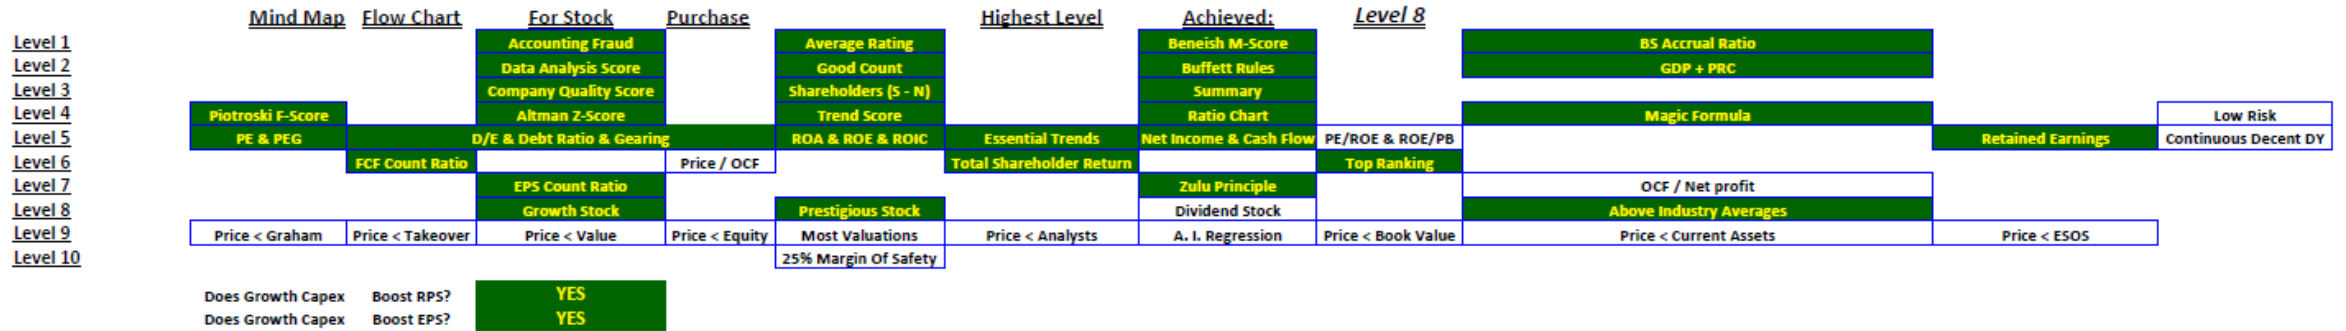 Mind Map Flow Chart For Stock Purchase Highest Level Achieved: Level 8
Level 1 Accounting Fraud Average Rating Beneish M-Score BS Accrual Ratio
Level 2 Data Analysis Score Good Count Buffett Rules GDP + PRC
Level 3 Company Quality Score Shareholders (S - N) Summary
Level 4 Piotroski F-Score Altman Z-Score Trend Score Ratio Chart Magic Formula Low Risk
Level 5 PE & PEG D/E & Debt Ratio & Gearing ROA & ROE & ROIC Essential Trends Net Income & Cash Flow PE/ROE & ROE/PB Retained Earnings Continuous Decent DY
Level 6 FCF Count Ratio Price / OCF Total Shareholder Return Top Ranking
Level 7 EPS Count Ratio Zulu Principle OCF / Net profit
Level 8 Growth Stock Prestigious Stock Dividend Stock Above Industry Averages
Level 9 Price < Graham Price < Takeover Price < Value Price < Equity Most Valuations Price < Analysts A. I. Regression Price < Book Value Price < Current Assets Price < ESOS
Level 10 25% Margin Of Safety
Does Growth Capex Boost RPS? YES
Does Growth Capex Boost EPS? YES